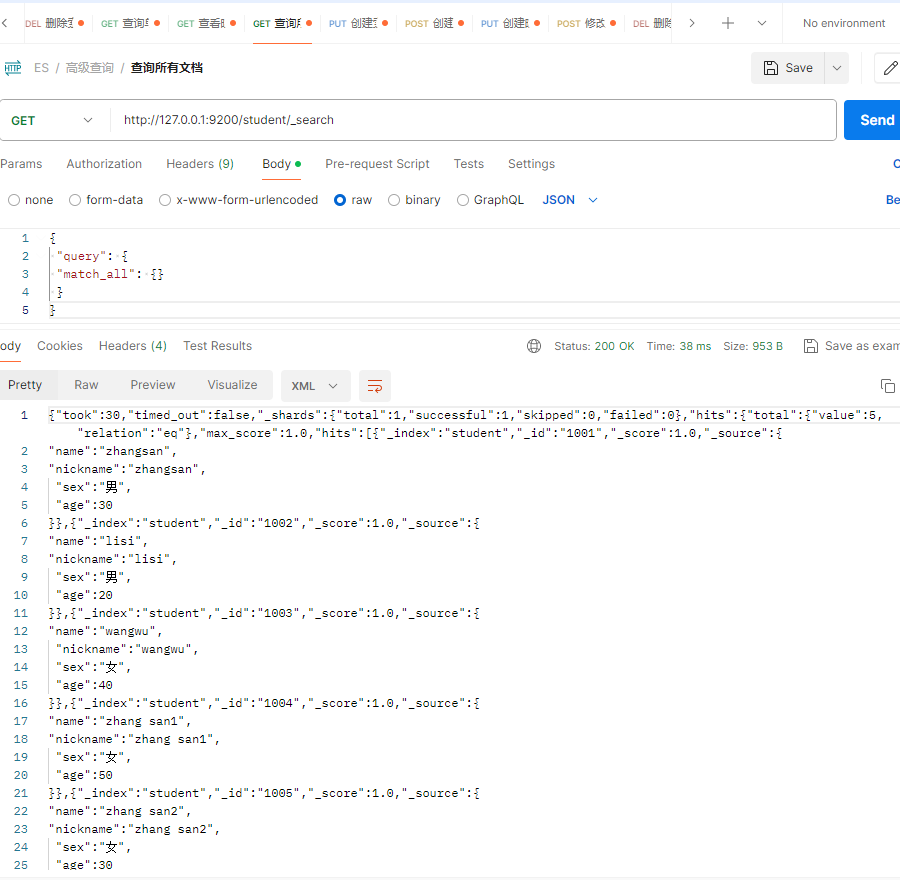 DEL 删除 GET 查询 GET 查看 GET 查询 PUT 创建 POST 创建 PUT 创建 POST 修改 DEL 删除 No environment
HTTP ES / 高级查询 / 查询所有文档 Save
GET http://127.0.0.1:9200/student/_search Send
Params Authorization Headers (9) Body Pre-request Script Tests Settings C
none form-data x-www-form-urlencoded raw binary GraphQL JSON Be
1 {
2 "query": {
3 "match_all": {}
4 }
5 }
ody Cookies Headers (4) Test Results Status: 200 OK Time: 38 ms Size: 953 B Save as exam
Pretty Raw Preview Visualize XML
1 {"took":30,"timed_out":false,"_shards":{"total":1,"successful":1,"skipped":0,"failed":0},"hits":{"total":{"value":5,
"relation":"eq"},"max_score":1.0,"hits":[{"_index":"student","_id":"1001","_score":1.0,"_source":{
2 "name":"zhangsan",
3 "nickname":"zhangsan",
4 "sex":"男",
5 "age":30
6 }},{"_index":"student","_id":"1002","_score":1.0,"_source":{
7 "name":"lisi",
8 "nickname":"lisi",
9 "sex":"男",
10 "age":20
11 }},{"_index":"student","_id":"1003","_score":1.0,"_source":{
12 "name":"wangwu",
13 "nickname":"wangwu",
14 "sex":"女",
15 "age":40
16 }},{"_index":"student","_id":"1004","_score":1.0,"_source":{
17 "name":"zhang san1",
18 "nickname":"zhang san1",
19 "sex":"女",
20 "age":50
21 }},{"_index":"student","_id":"1005","_score":1.0,"_source":{
22 "name":"zhang san2",
23 "nickname":"zhang san2",
24 "sex":"女",
25 "age":30